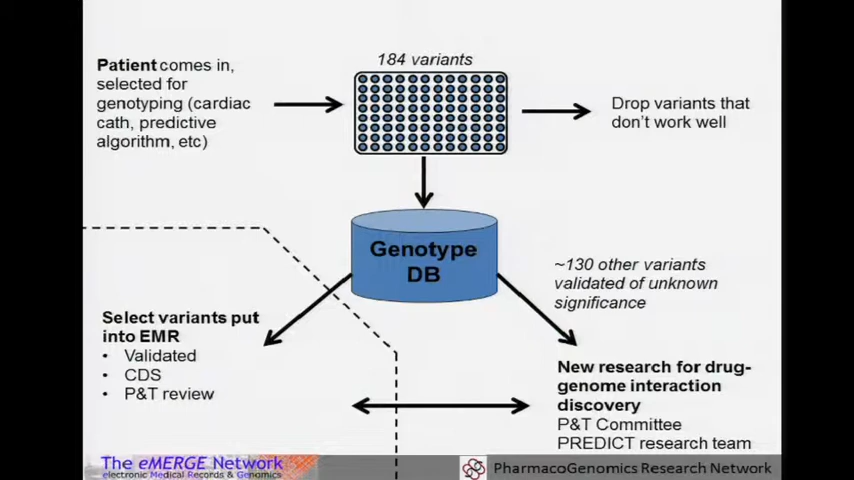 Patient comes in,
selected for
genotyping (cardiac
cath, predictive
algorithm, etc)
184 variants
Drop variants that
don't work well
Genotype
DB
~130 other variants
validated of unknown
significance
Select variants put
into EMR
• Validated
• CDS
• P&T review
New research for drug-
genome interaction
discovery
P&T Committee
PREDICT research team
The eMERGE Network
electronic Medical Records & Genomics
PharmacoGenomics Research Network